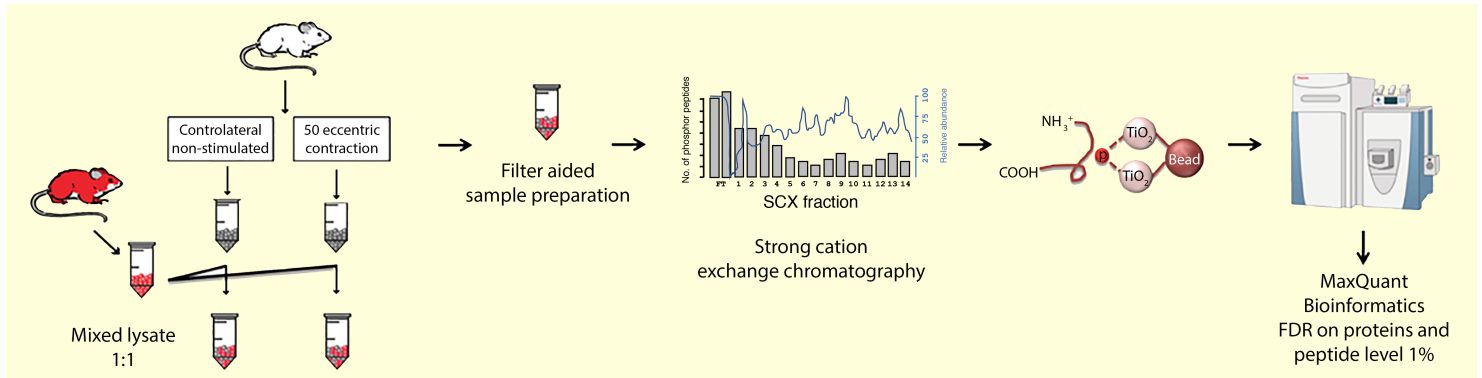 Controlateral
non-stimulated
50 eccentric
contraction
Mixed lysate
1:1
Filter aided
sample preparation
No. of phosphor peptides
FT 1 2 3 4 5 6 7 8 9 10 11 12 13 14
SCX fraction
25 50 75 100
Relative abundance
Strong cation
exchange chromatography
NH3+
COOH
p
TiO2
TiO2
Bead
MaxQuant
Bioinformatics
FDR on proteins and
peptide level 1%